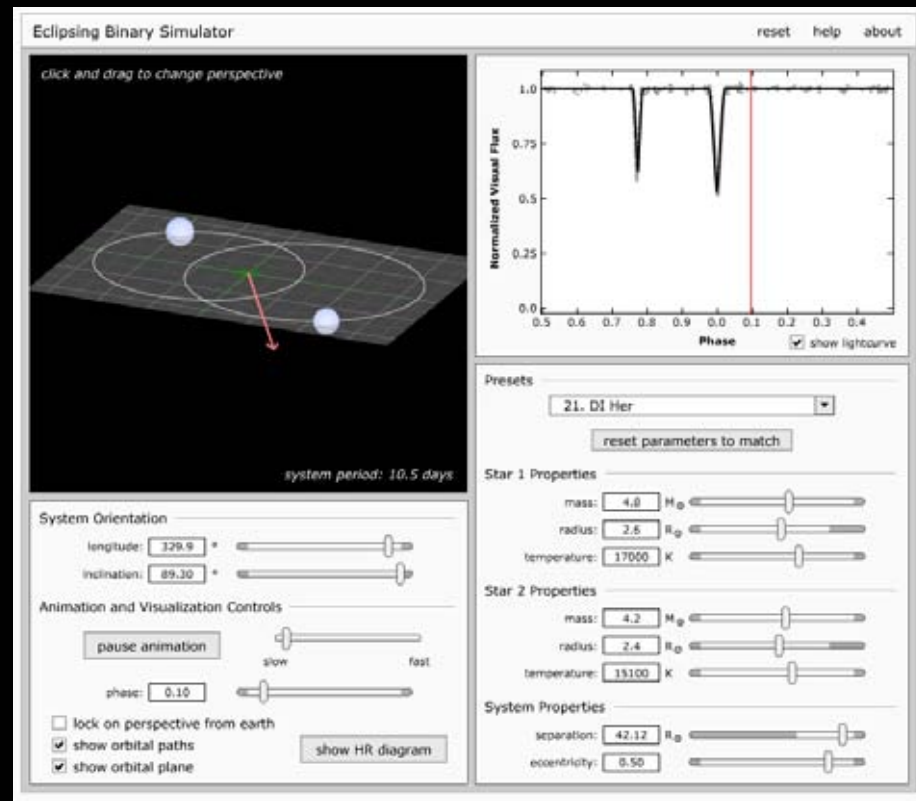 Eclipsing Binary Simulator
reset help about
click and drag to change perspective
system period: 10.5 days
Normalized Visual Flux
1.0
0.75
0.5
0.25
0.0
0.5 0.6 0.7 0.8 0.9 0.0 0.1 0.2 0.3 0.4
Phase
show lightcurve
System Orientation
longitude: 329.9 °
inclination: 89.30 °
Animation and Visualization Controls
pause animation
slow fast
phase: 0.10
lock on perspective from earth
show orbital paths
show orbital plane
show HR diagram
Presets
21. DI Her
reset parameters to match
Star 1 Properties
mass: 4.8 M⊙
radius: 2.6 R⊙
temperature: 17000 K
Star 2 Properties
mass: 4.2 M⊙
radius: 2.4 R⊙
temperature: 15100 K
System Properties
separation: 42.12 R⊙
eccentricity: 0.50